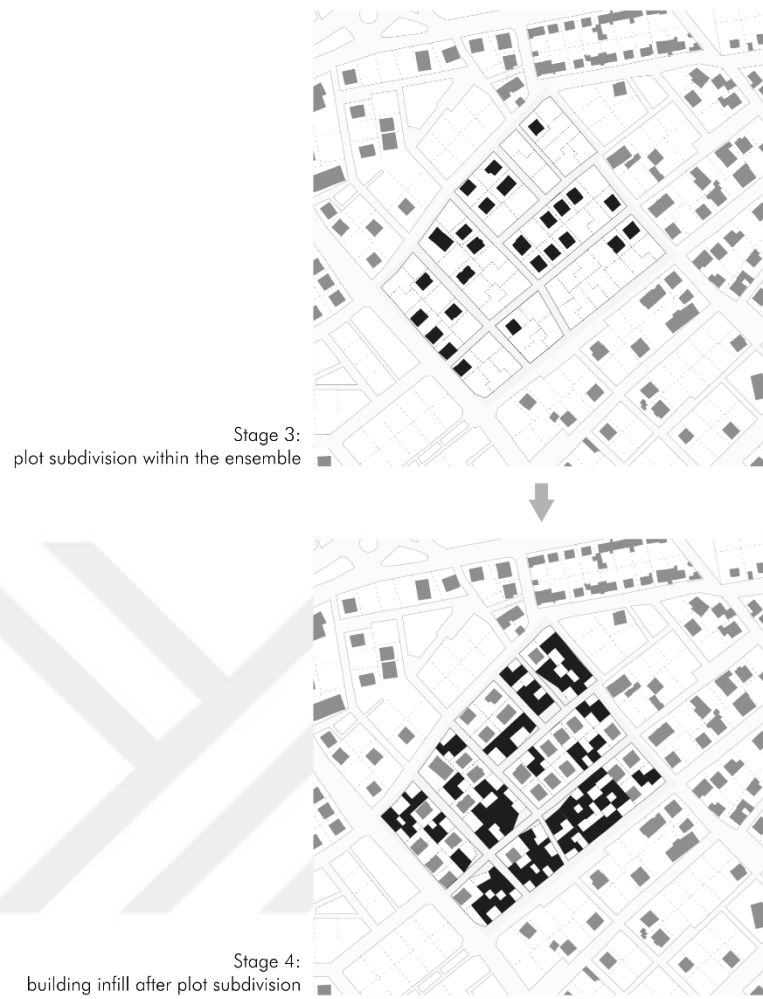 Stage 3:
plot subdivision within the ensemble
Stage 4:
building infill after plot subdivision